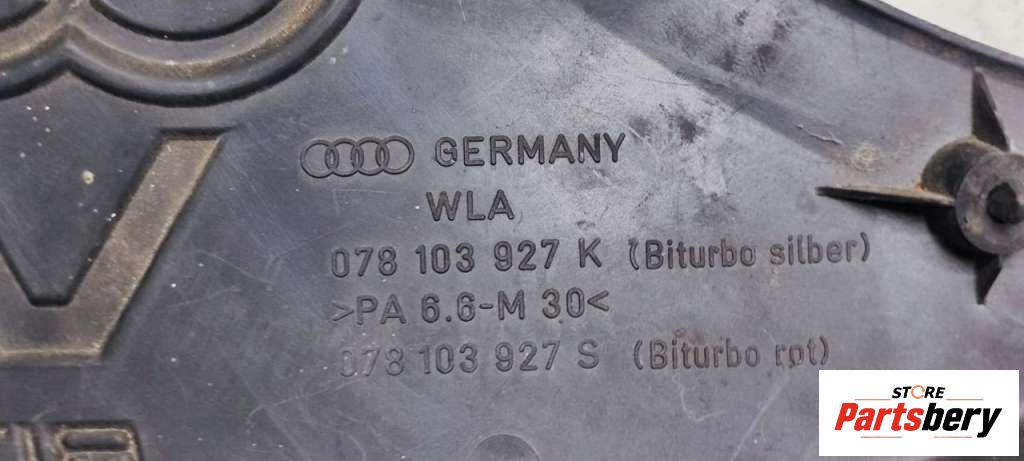 GERMANY
WLA
078 103 927 K (Biturbo silber)
>PA 6.6-M 30<
078 103 927 S (Biturbo rot)
STORE
Partsbery